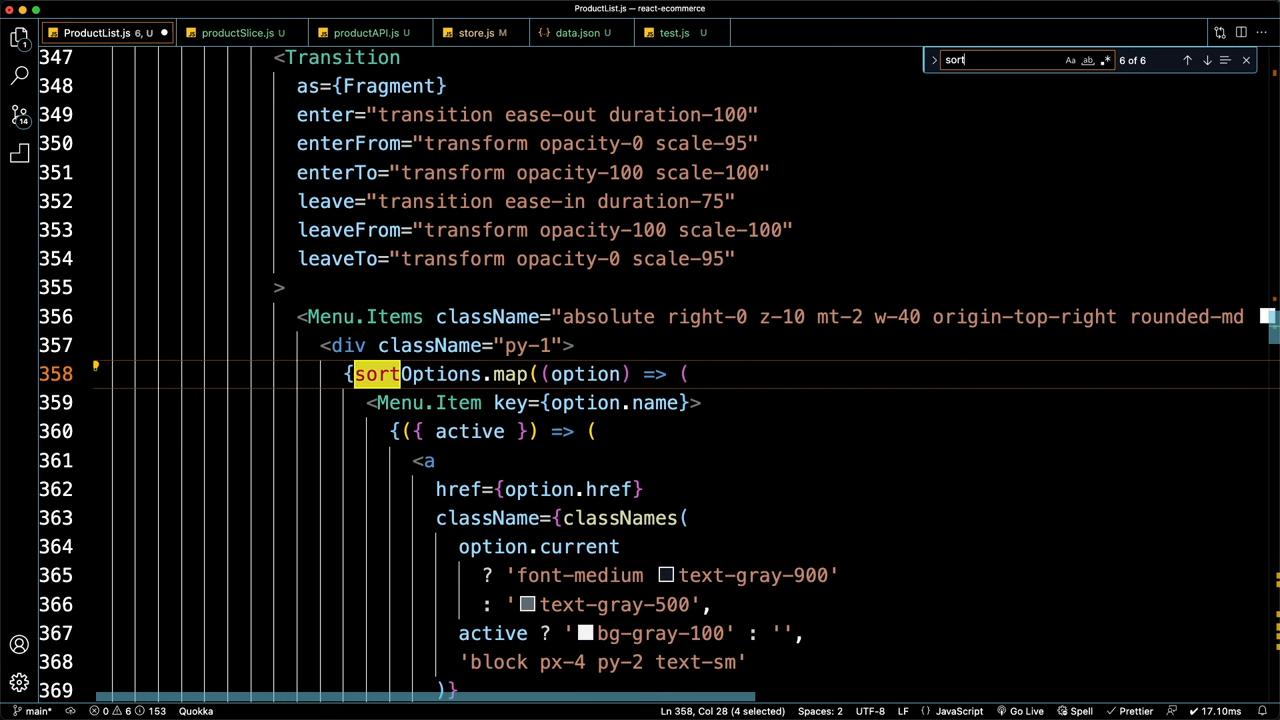 ProductList.js — react-ecommerce
ProductList.js 6, U
productSlice.js U
productAPI.js U
store.js M
{..} data.json U
test.js U
sort
Aa
ab
.*
6 of 6
1
14
347 <Transition
348 as={Fragment}
349 enter="transition ease-out duration-100"
350 enterFrom="transform opacity-0 scale-95"
351 enterTo="transform opacity-100 scale-100"
352 leave="transition ease-in duration-75"
353 leaveFrom="transform opacity-100 scale-100"
354 leaveTo="transform opacity-0 scale-95"
355 >
356 <Menu.Items className="absolute right-0 z-10 mt-2 w-40 origin-top-right rounded-md
357 <div className="py-1">
358 {sortOptions.map((option) => (
359 <Menu.Item key={option.name}>
360 {({ active }) => (
361 <a
362 href={option.href}
363 className={classNames(
364 option.current
365 ? 'font-medium text-gray-900'
366 : 'text-gray-500',
367 active ? 'bg-gray-100' : '',
368 'block px-4 py-2 text-sm'
369 )}
main* 0 6 153 Quokka Ln 358, Col 28 (4 selected) Spaces: 2 UTF-8 LF {} JavaScript Go Live Spell Prettier 17.10ms